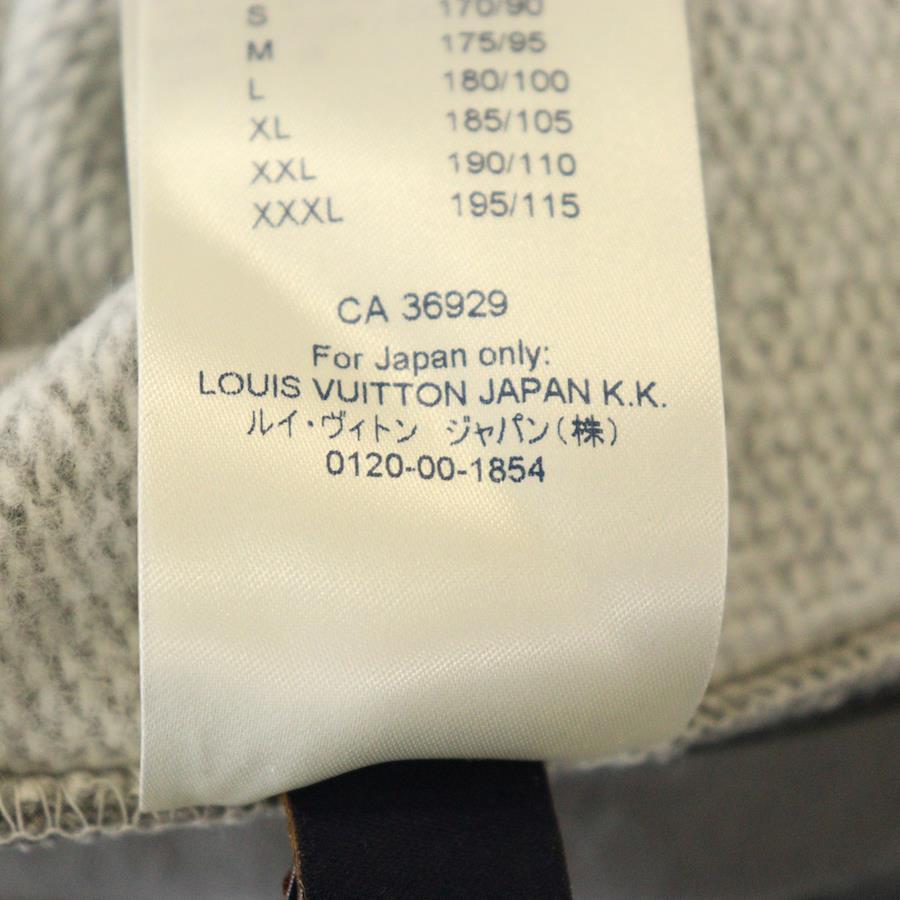 S 170/90
M 175/95
L 180/100
XL 185/105
XXL 190/110
XXXL 195/115
CA 36929
For Japan only:
LOUIS VUITTON JAPAN K.K.
ルイ・ヴィトン ジャパン(株)
0120-00-1854